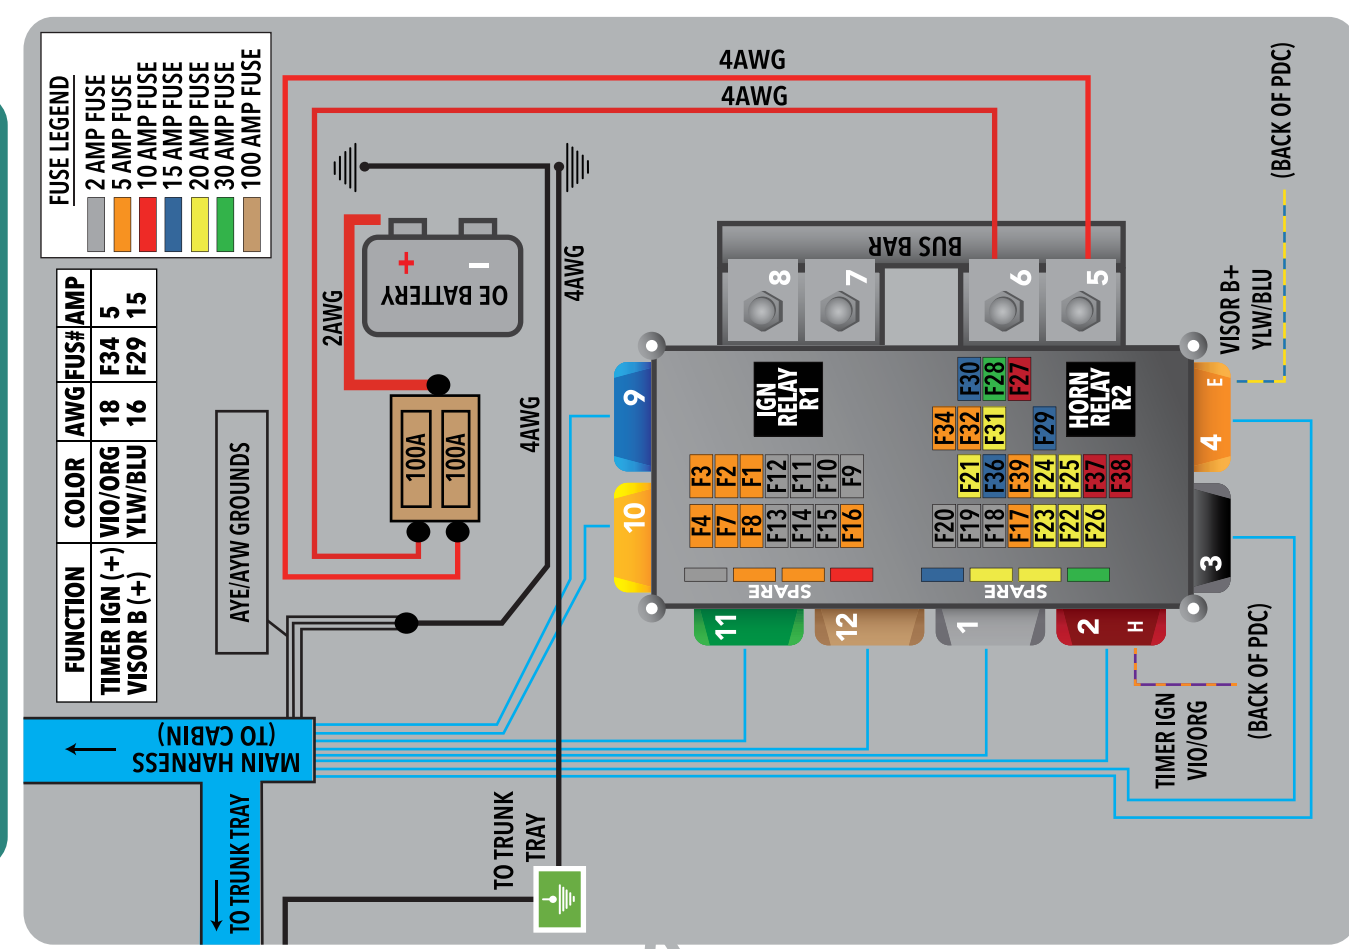 FUSE LEGEND
2 AMP FUSE
5 AMP FUSE
10 AMP FUSE
15 AMP FUSE
20 AMP FUSE
30 AMP FUSE
100 AMP FUSE
FUNCTION COLOR AWG FUS# AMP
TIMER IGN (+) VIO/ORG 18 F34 5
VISOR B (+) YLW/BLU 16 F29 15
AYE/AYW GROUNDS
MAIN HARNESS
(TO CABIN)
TO TRUNK TRAY
4AWG
4AWG
2AWG
+ −
OE BATTERY
4AWG
4AWG
100A
100A
TO TRUNK
TRAY
BUS BAR
8 7 6 5
9
10
IGN
RELAY
R1
HORN
RELAY
R2
F30 F28 F27
F34 F32 F31 F29
F3 F2 F1 F12 F11 F10 F9
F21 F36 F39 F24 F25 F37 F38
F4 F7 F8 F13 F14 F15 F16
F20 F19 F18 F17 F23 F22 F26
SPARE
SPARE
11 12 1 2 H
3
4 E
VISOR B+
YLW/BLU
(BACK OF PDC)
TIMER IGN
VIO/ORG
(BACK OF PDC)